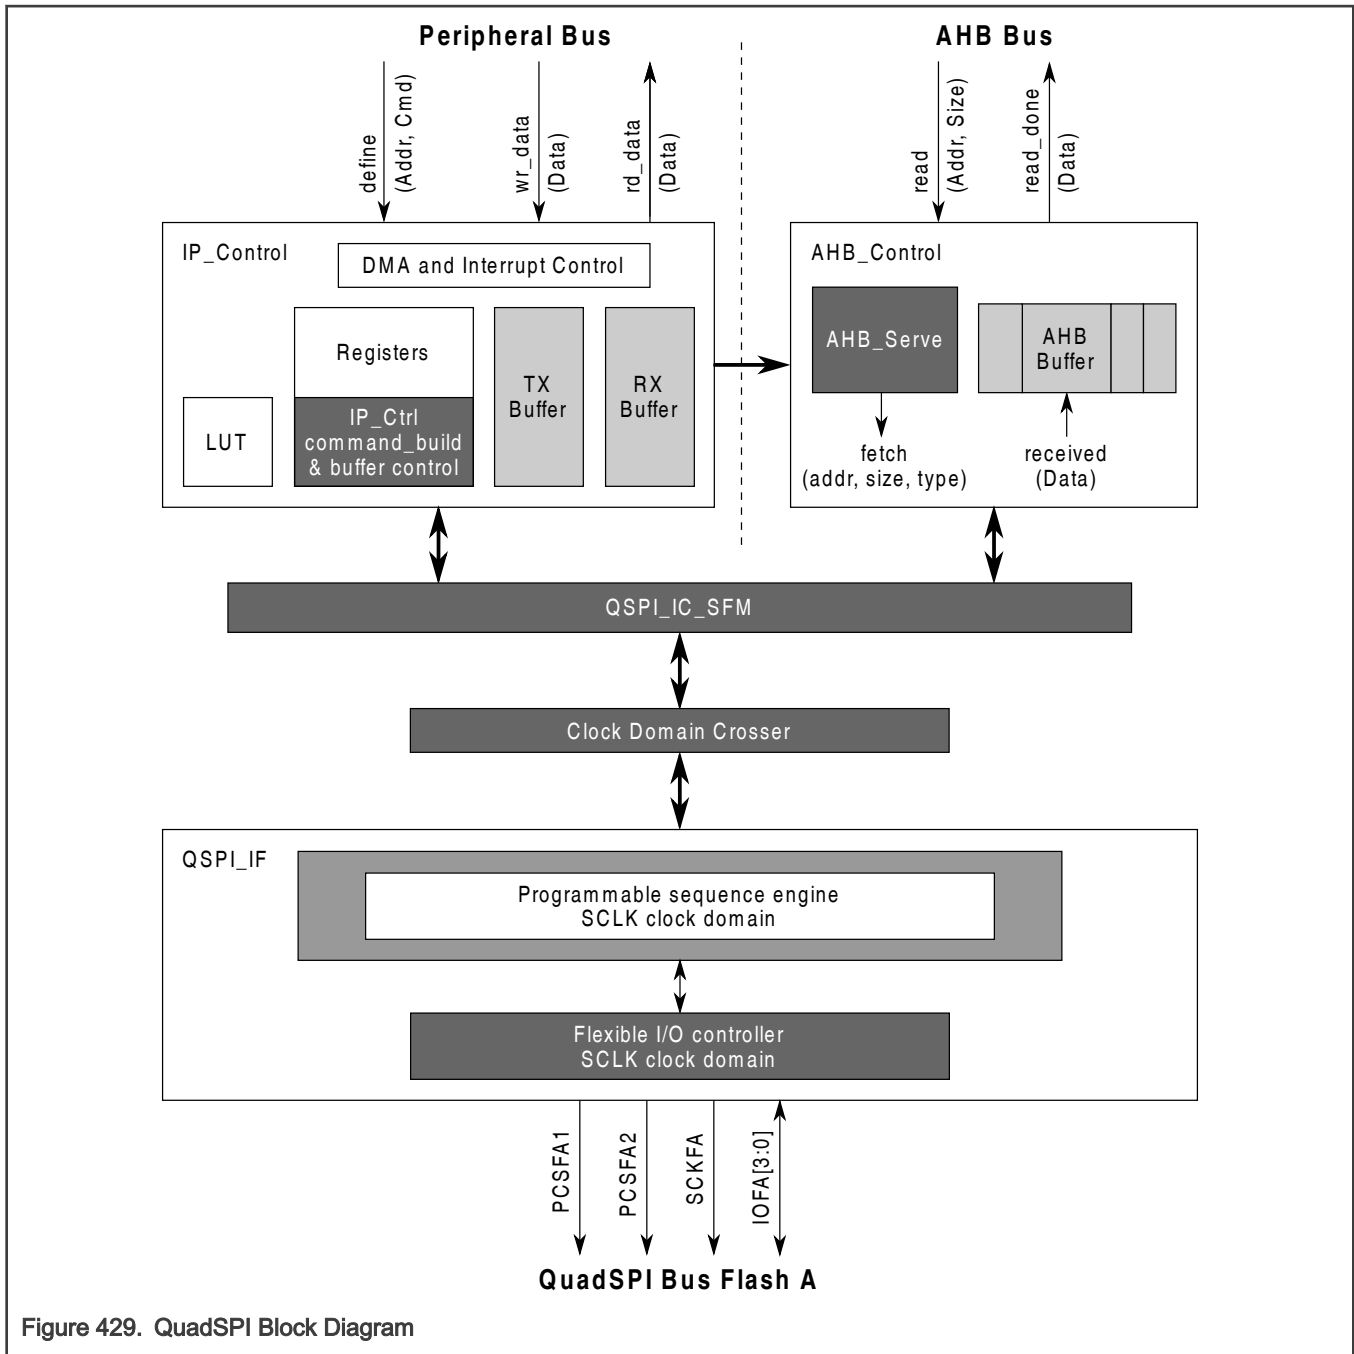 Peripheral Bus
AHB Bus
define
(Addr, Cmd)
wr_data
(Data)
rd_data
(Data)
read
(Addr, Size)
read_done
(Data)
IP_Control
DMA and Interrupt Control
Registers
IP_Ctrl
command_build
& buffer control
LUT
TX
Buffer
RX
Buffer
AHB_Control
AHB_Serve
AHB
Buffer
fetch
(addr, size, type)
received
(Data)
QSPI_IC_SFM
Clock Domain Crosser
QSPI_IF
Programmable sequence engine
SCLK clock domain
Flexible I/O controller
SCLK clock domain
PCSFA1
PCSFA2
SCKFA
IOFA[3:0]
QuadSPI Bus Flash A
Figure 429. QuadSPI Block Diagram